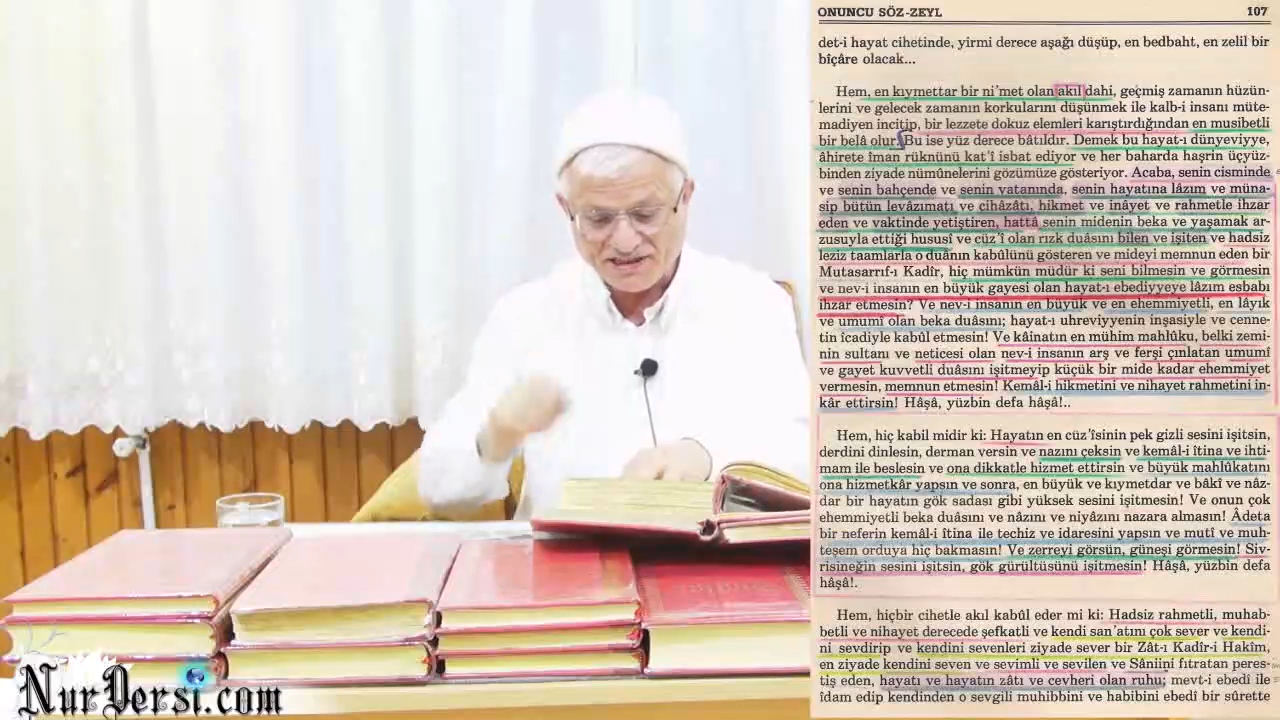 ONUNCU SÖZ-ZEYL 107
det-i hayat cihetinde, yirmi derece aşağı düşüp, en bedbaht, en zelil bir
bîçâre olacak...
Hem, en kıymettar bir ni'met olan akıl dahi, geçmiş zamanın hüzün-
lerini ve gelecek zamanın korkularını düşünmek ile kalb-i insanı müte-
madiyen incitip, bir lezzete dokuz elemleri karıştırdığından en musibetli
bir belâ olur. Bu ise yüz derece bâtıldır. Demek bu hayat-ı dünyeviyye,
âhirete îman rüknünü kat'î isbat ediyor ve her baharda haşrin üçyüz-
binden ziyade nümûnelerini gözümüze gösteriyor. Acaba, senin cisminde
ve senin bahçende ve senin vatanında, senin hayatına lâzım ve müna-
sip bütün levâzımatı ve cihâzâtı, hikmet ve inâyet ve rahmetle ihzar
eden ve vaktinde yetiştiren, hattâ senin midenin beka ve yaşamak ar-
zusuyla ettiği hususî ve cüz'î olan rızk duâsını bilen ve işiten ve hadsiz
leziz taamlarla o duânın kabûlünü gösteren ve mideyi memnun eden bir
Mutasarrıf-ı Kadîr, hiç mümkün müdür ki seni bilmesin ve görmesin
ve nev-i insanın en büyük gayesi olan hayat-ı ebediyyeye lâzım esbabı
ihzar etmesin? Ve nev-i insanın en büyük ve en ehemmiyetli, en lâyık
ve umumî olan beka duâsını; hayat-ı uhreviyyenin inşasiyle ve cenne-
tin îcadiyle kabûl etmesin! Ve kâinatın en mühim mahlûku, belki zemi-
nin sultanı ve neticesi olan nev-i insanın arş ve ferşi çınlatan umumî
ve gayet kuvvetli duâsını işitmeyip küçük bir mide kadar ehemmiyet
vermesin, memnun etmesin! Kemâl-i hikmetini ve nihayet rahmetini in-
kâr ettirsin! Hâşâ, yüzbin defa hâşâ!..
Hem, hiç kabil midir ki: Hayatın en cüz'îsinin pek gizli sesini işitsin,
derdini dinlesin, derman versin ve nazını çeksin ve kemâl-i îtina ve ihti-
mam ile beslesin ve ona dikkatle hizmet ettirsin ve büyük mahlûkatını
ona hizmetkâr yapsın ve sonra, en büyük ve kıymetdar ve bâkî ve nâz-
dar bir hayatın gök sadası gibi yüksek sesini işitmesin! Ve onun çok
ehemmiyetli beka duâsını ve nâzını ve niyâzını nazara almasın! Âdeta
bir neferin kemâl-i îtina ile techiz ve idaresini yapsın ve mutî ve muh-
teşem orduya hiç bakmasın! Ve zerreyi görsün, güneşi görmesin! Siv-
risineğin sesini işitsin, gök gürültüsünü işitmesin! Hâşâ, yüzbin defa
hâşâ!.
Hem, hiçbir cihetle akıl kabûl eder mi ki: Hadsiz rahmetli, muhab-
betli ve nihayet derecede şefkatli ve kendi san'atını çok sever ve kendi-
ni sevdirip ve kendini sevenleri ziyade sever bir Zât-ı Kadîr-i Hakîm,
en ziyade kendini seven ve sevimli ve sevilen ve Sâniini fıtratan peres-
tiş eden, hayatı ve hayatın zâtı ve cevheri olan ruhu; mevt-i ebedî ile
îdam edip kendinden o sevgili muhibbini ve habibini ebedî bir sûrette
NurDersi.com